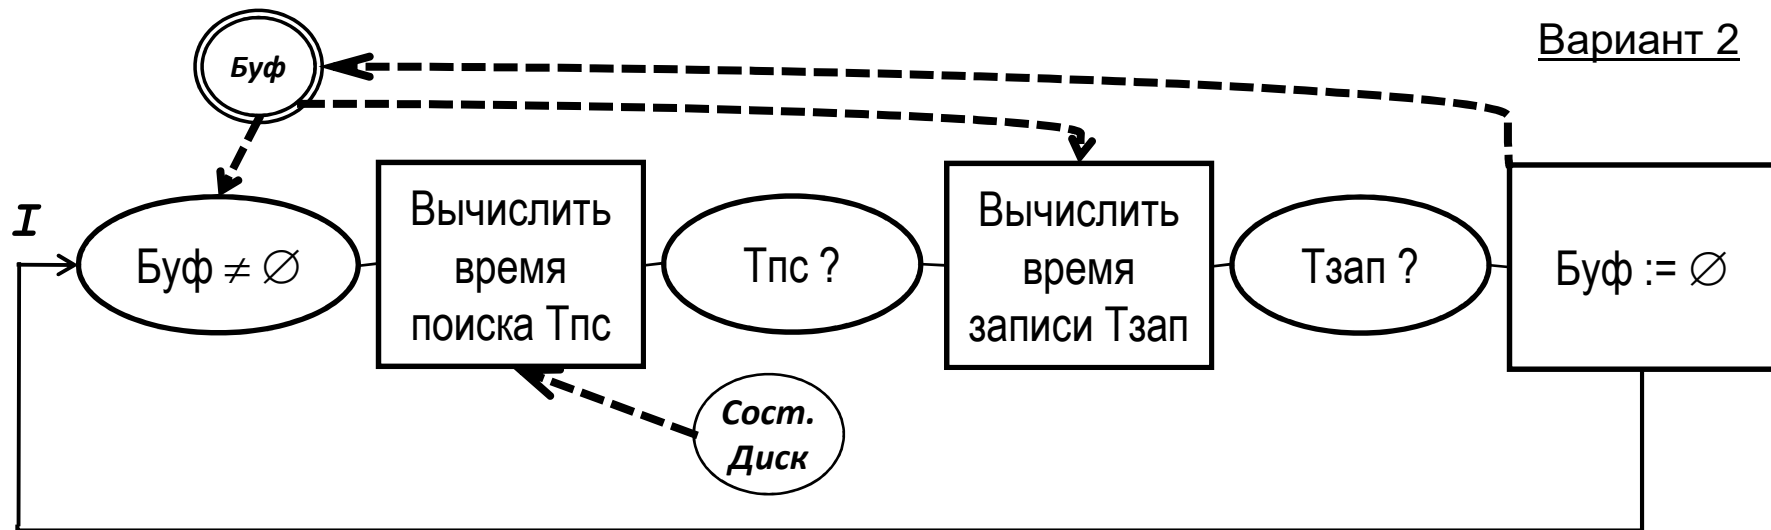 Вариант 2
Буф
I
Буф ≠ ∅
Вычислить
время
поиска Тпс
Тпс ?
Вычислить
время
записи Тзап
Тзап ?
Буф := ∅
Сост.
Диск